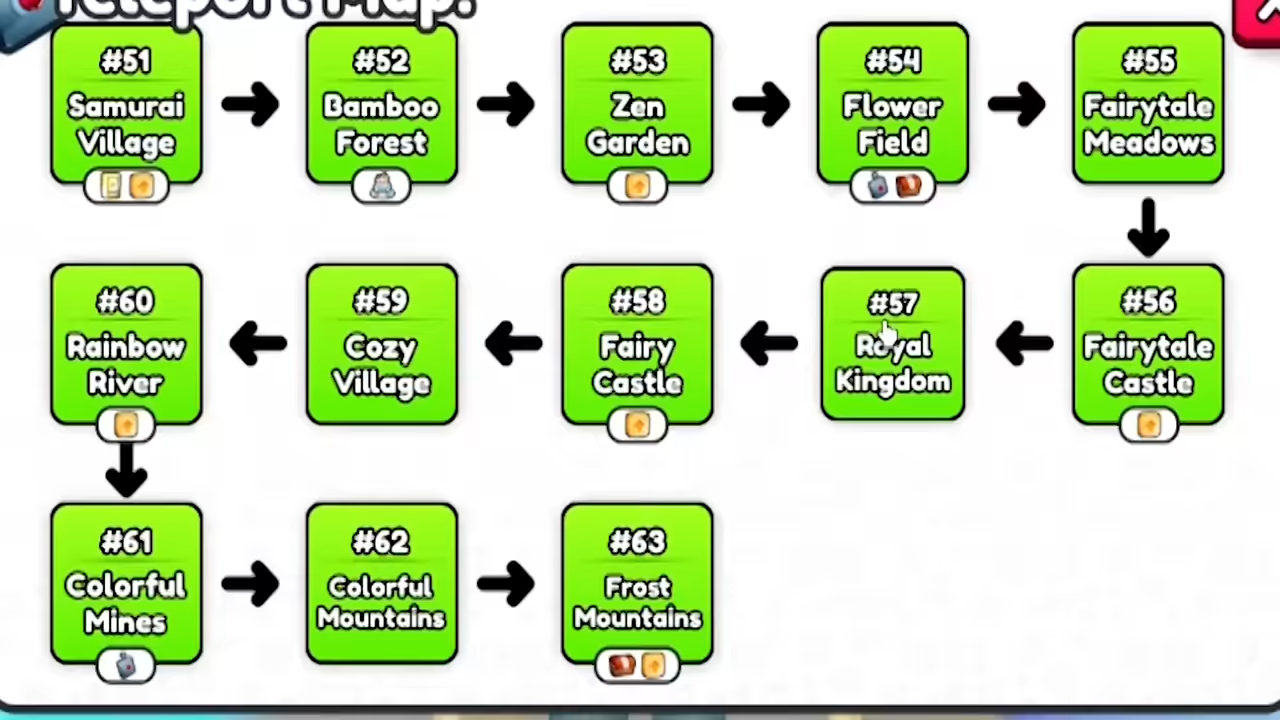 Teleport Map!
#51
Samurai
Village
#52
Bamboo
Forest
#53
Zen
Garden
#54
Flower
Field
#55
Fairytale
Meadows
#60
Rainbow
River
#59
Cozy
Village
#58
Fairy
Castle
#57
Royal
Kingdom
#56
Fairytale
Castle
#61
Colorful
Mines
#62
Colorful
Mountains
#63
Frost
Mountains